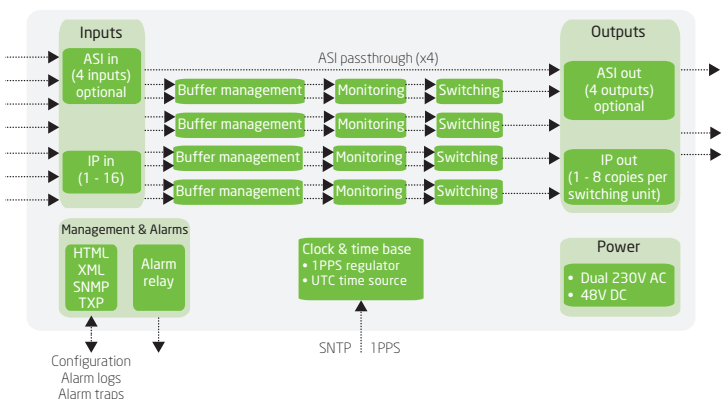 Inputs
ASI in
(4 inputs)
optional
IP in
(1 - 16)
ASI passthrough (x4)
Buffer management
Monitoring
Switching
Buffer management
Monitoring
Switching
Buffer management
Monitoring
Switching
Buffer management
Monitoring
Switching
Outputs
ASI out
(4 outputs)
optional
IP out
(1 - 8 copies per
switching unit)
Management & Alarms
HTML
XML
SNMP
TXP
Alarm
relay
Clock & time base
• 1PPS regulator
• UTC time source
Power
• Dual 230V AC
• 48V DC
SNTP
1PPS
Configuration
Alarm logs
Alarm traps